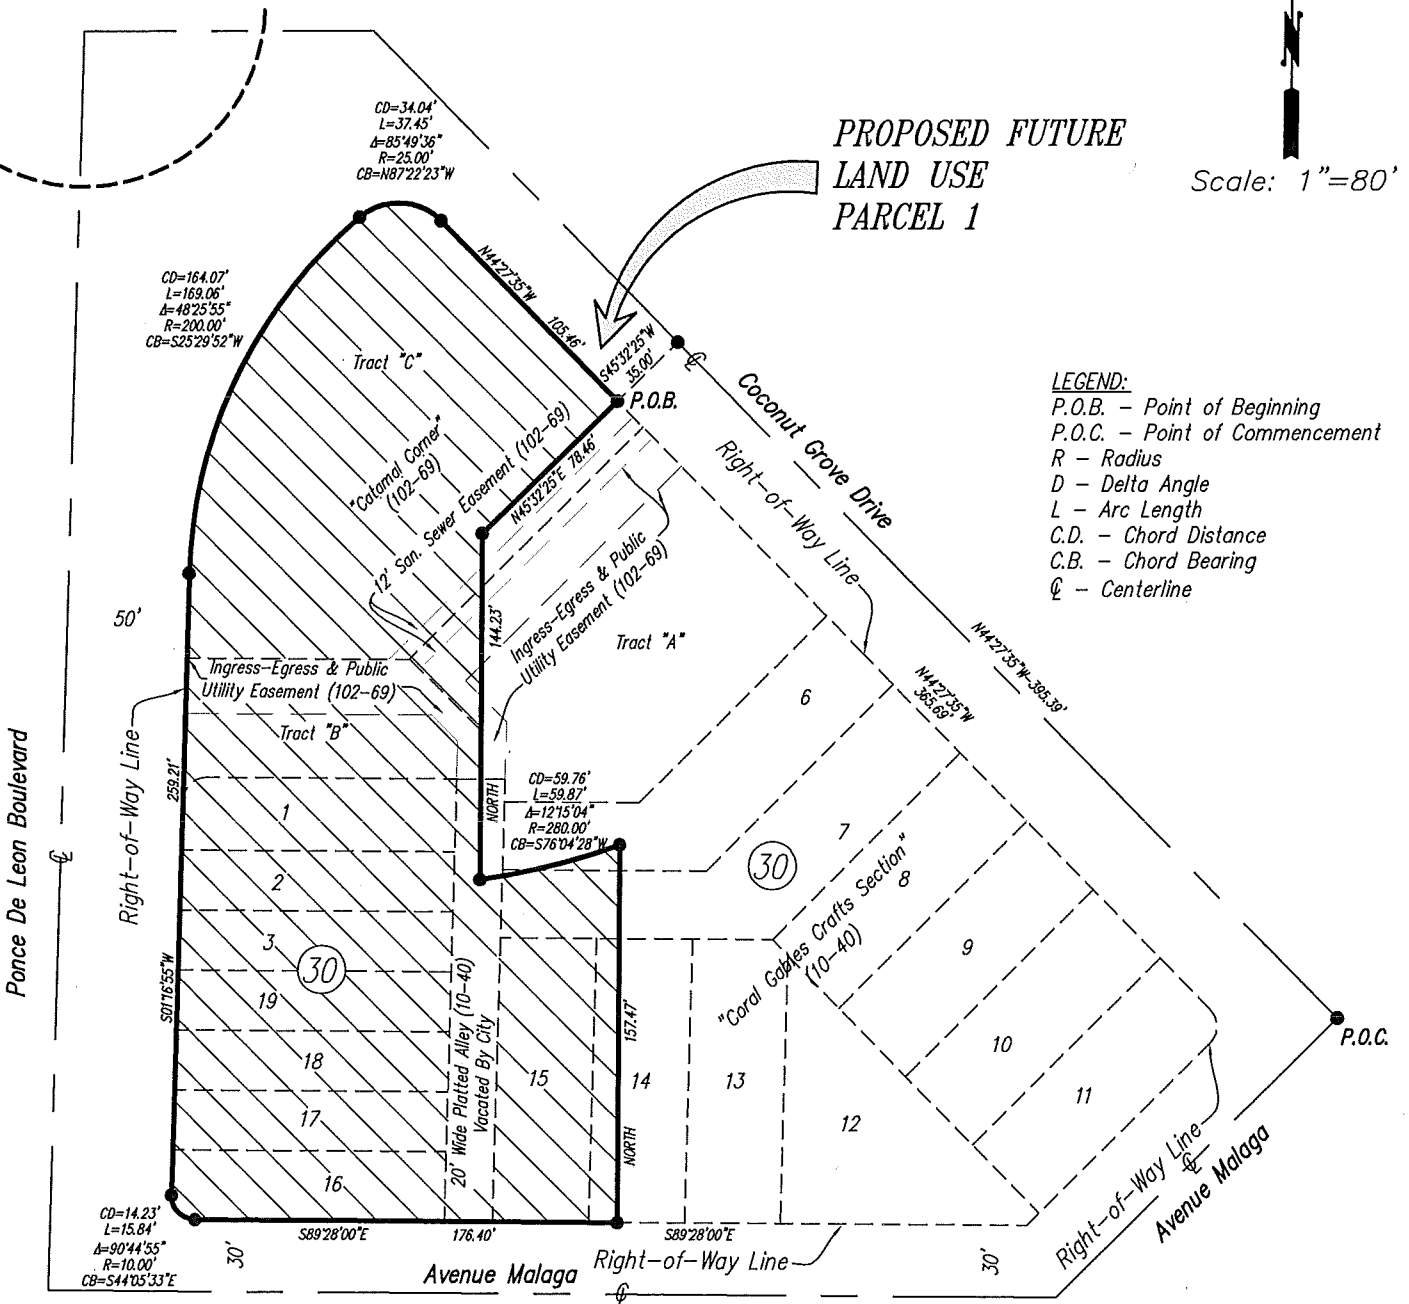 N
Scale: 1"=80'
PROPOSED FUTURE
LAND USE
PARCEL 1
CD=34.04'
L=37.45'
Δ=85°49'36"
R=25.00'
CB=N87°22'23"W
N44°27'35"W
105.46'
CD=164.07'
L=169.06'
Δ=48°25'55"
R=200.00'
CB=S25°29'52"W
Tract "C"
S45°32'25"W
35.00'
P.O.B.
℄
Coconut Grove Drive
Right-of-Way Line
LEGEND:
P.O.B. - Point of Beginning
P.O.C. - Point of Commencement
R - Radius
D - Delta Angle
L - Arc Length
C.D. - Chord Distance
C.B. - Chord Bearing
℄ - Centerline
"Catamal Corner"
(102-69)
12' San. Sewer Easement (102-69)
N45°32'25"E 78.46'
144.23'
NORTH
Ingress-Egress & Public
Utility Easement (102-69)
Tract "A"
N44°27'35"W-395.39'
N44°27'35"W
365.69'
50'
Ingress-Egress & Public
Utility Easement (102-69)
Tract "B"
Right-of-Way Line
259.21'
S01°16'55"W
Ponce De Leon Boulevard
℄
CD=59.76'
L=59.87'
Δ=12°15'04"
R=280.00'
CB=S76°04'28"W
1
2
3
30
19
18
17
16
20' Wide Platted Alley (10-40)
Vacated By City
15
14
157.47'
NORTH
13
12
6
7
30
8
9
10
11
"Coral Gables Crafts Section"
(10-40)
P.O.C.
CD=14.23'
L=15.84'
Δ=90°44'55"
R=10.00'
CB=S44°05'33"E
30'
S89°28'00"E
176.40'
S89°28'00"E
Avenue Malaga
℄
Right-of-Way Line
30'
Right-of-Way Line
℄
Avenue Malaga